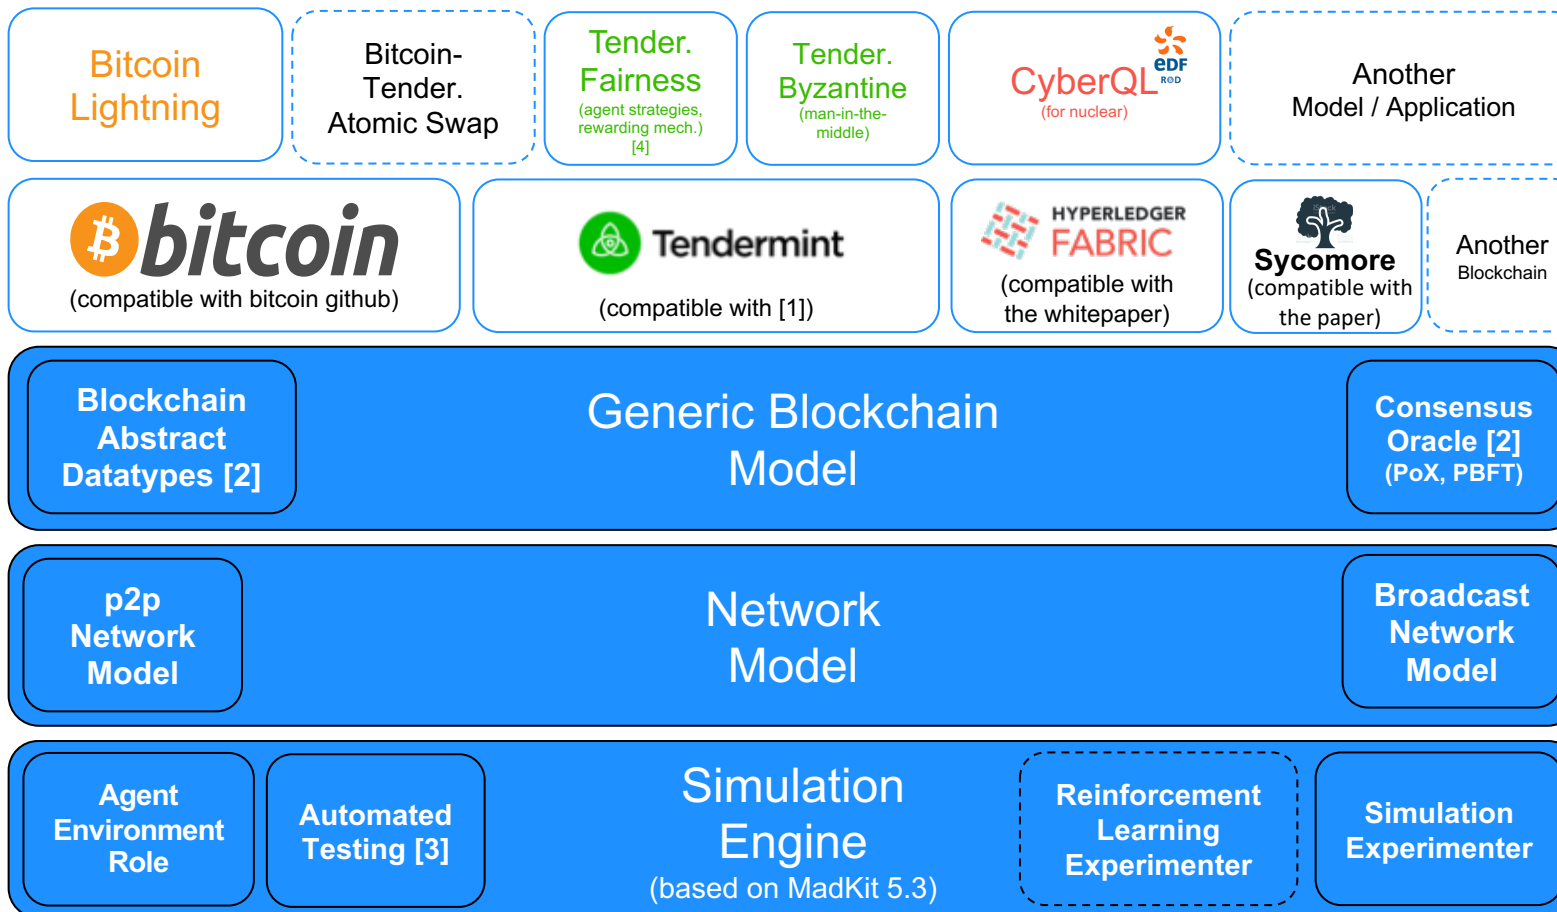 Bitcoin
Lightning
Bitcoin-
Tender.
Atomic Swap
Tender.
Fairness
(agent strategies,
rewarding mech.)
[4]
Tender.
Byzantine
(man-in-the-
middle)
CyberQL
(for nuclear)
eDF
R&D
Another
Model / Application
bitcoin
(compatible with bitcoin github)
Tendermint
(compatible with [1])
HYPERLEDGER
FABRIC
(compatible with
the whitepaper)
Sycomore
(compatible with
the paper)
Another
Blockchain
Blockchain
Abstract
Datatypes [2]
Generic Blockchain
Model
Consensus
Oracle [2]
(PoX, PBFT)
p2p
Network
Model
Network
Model
Broadcast
Network
Model
Agent
Environment
Role
Automated
Testing [3]
Simulation
Engine
(based on MadKit 5.3)
Reinforcement
Learning
Experimenter
Simulation
Experimenter